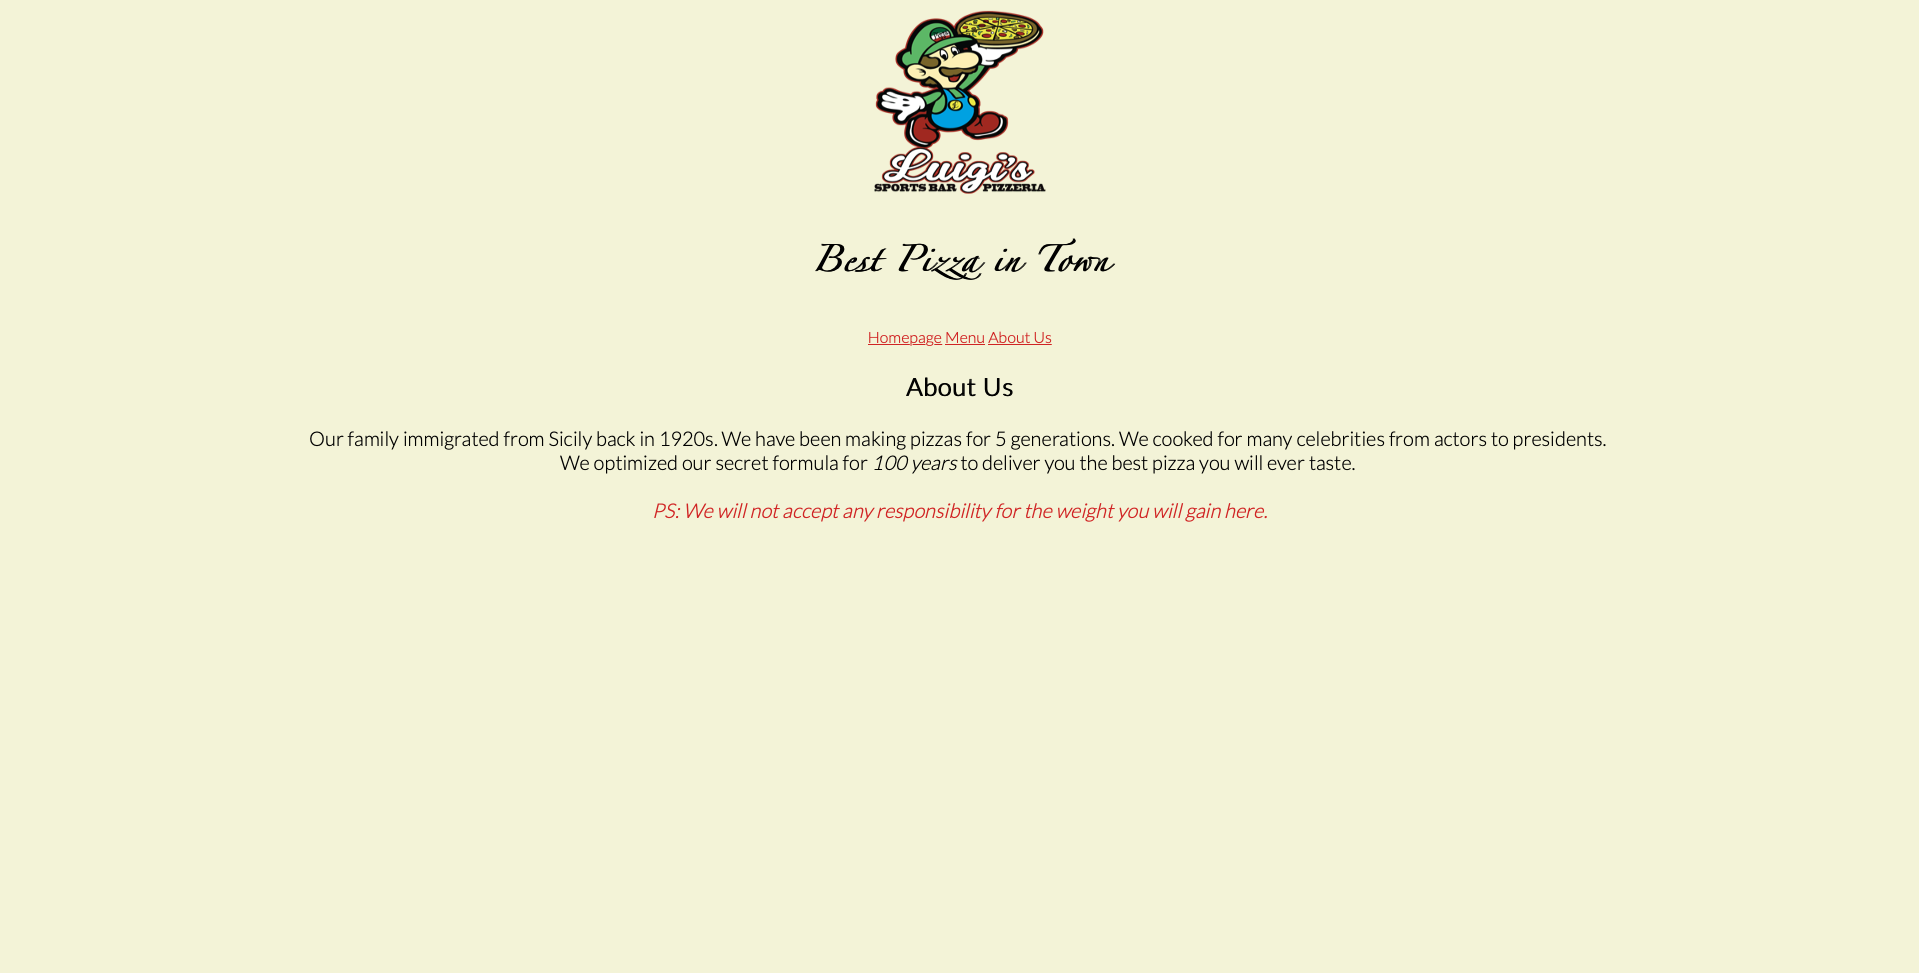 Luigi's
SPORTS BAR PIZZERIA
Best Pizza in Town
Homepage Menu About Us
About Us
Our family immigrated from Sicily back in 1920s. We have been making pizzas for 5 generations. We cooked for many celebrities from actors to presidents.
We optimized our secret formula for 100 years to deliver you the best pizza you will ever taste.
PS: We will not accept any responsibility for the weight you will gain here.